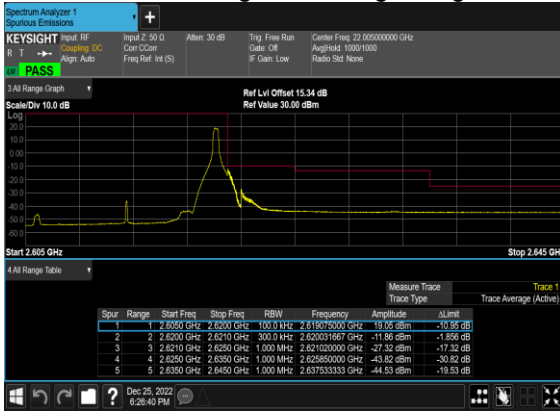 Spectrum Analyzer 1
Spurious Emissions
+
KEYSIGHT Input: RF Input Z: 50 Ω Atten: 30 dB Trig: Free Run Center Freq: 22.005000000 GHz
R T Coupling: DC Corr CCorr Gate: Off Avg|Hold: 1000/1000
Align: Auto Freq Ref: Int (S) IF Gain: Low Radio Std: None
PASS
3 All Range Graph Ref Lvl Offset 15.34 dB
Scale/Div 10.0 dB Ref Value 30.00 dBm
Log
20.0
10.0
0.00
-10.0
-20.0
-30.0
-40.0
-50.0
-60.0
Start 2.605 GHz Stop 2.645 GH
4 All Range Table
Measure Trace Trace 1
Trace Type Trace Average (Active)
Spur Range Start Freq Stop Freq RBW Frequency Amplitude ΔLimit
1 1 2.6050 GHz 2.6200 GHz 100.0 kHz 2.619075000 GHz 19.05 dBm -10.95 dB
2 2 2.6200 GHz 2.6210 GHz 300.0 kHz 2.620031667 GHz -11.86 dBm -1.856 dB
3 3 2.6210 GHz 2.6250 GHz 1.000 MHz 2.621020000 GHz -27.32 dBm -17.32 dB
4 4 2.6250 GHz 2.6350 GHz 1.000 MHz 2.625850000 GHz -43.82 dBm -30.82 dB
5 5 2.6350 GHz 2.6450 GHz 1.000 MHz 2.637533333 GHz -44.53 dBm -19.53 dB
? Dec 25, 2022
6:26:40 PM